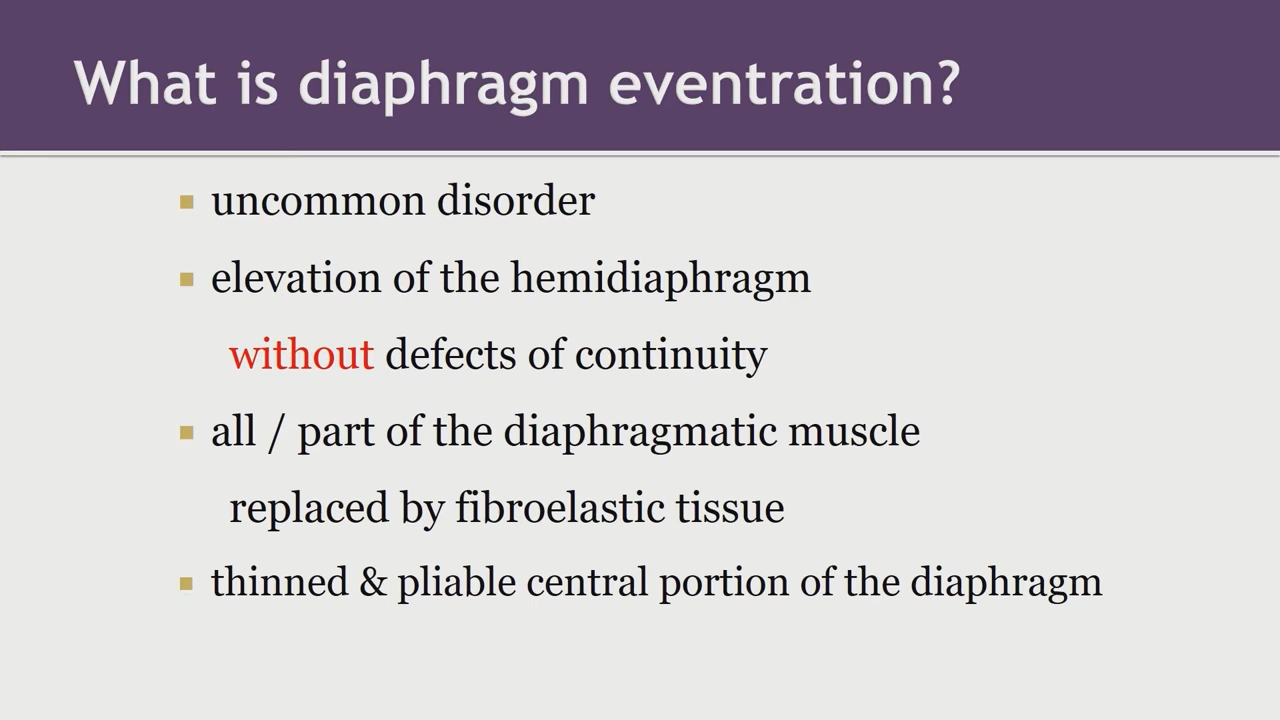 What is diaphragm eventration?
uncommon disorder
elevation of the hemidiaphragm
without defects of continuity
all / part of the diaphragmatic muscle
replaced by fibroelastic tissue
thinned & pliable central portion of the diaphragm